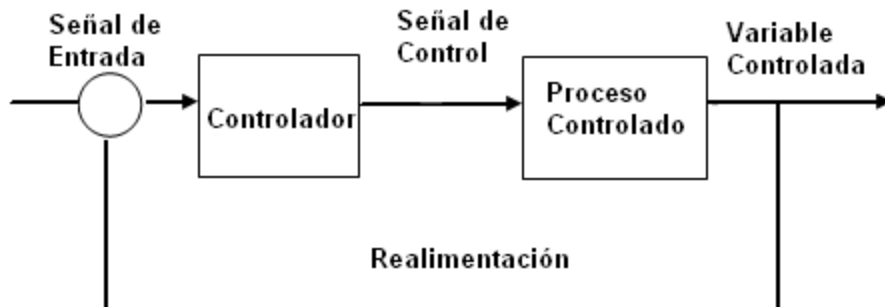 Señal de
Entrada
Controlador
Señal de
Control
Proceso
Controlado
Variable
Controlada
Realimentación